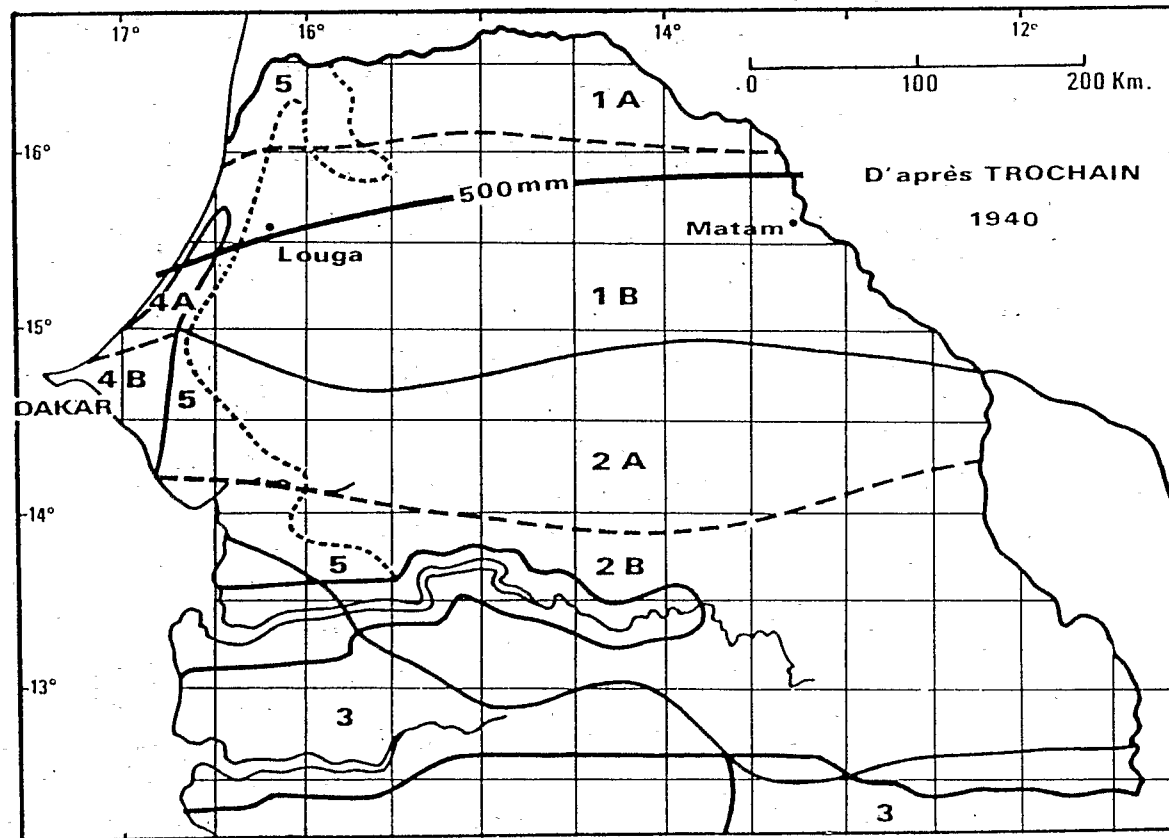 17° 16° 14° 12°
0 100 200 Km.
5
1 A
16°
D'après TROCHAIN
1940
500mm
Louga
Matam
4 A
1 B
15°
4 B
5
DAKAR
2 A
14°
5
2 B
13°
3
3